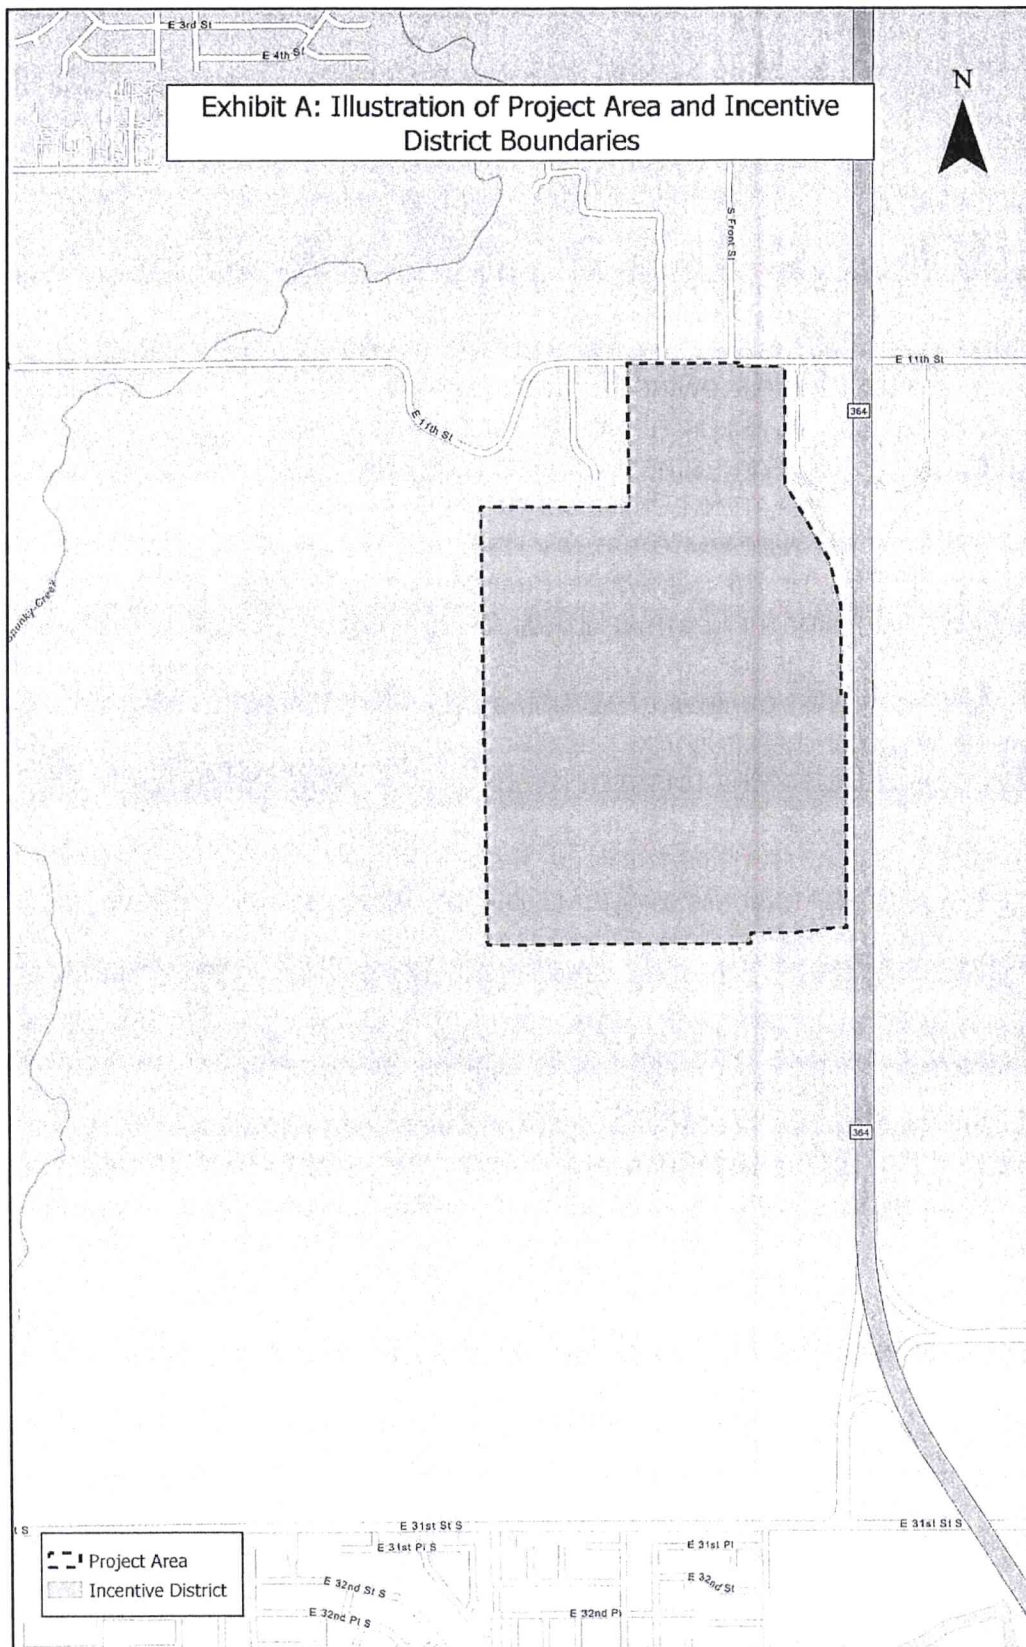 E 3rd St
E 4th St
Exhibit A: Illustration of Project Area and Incentive
District Boundaries
N
S Front St
E 11th St
364
E 11th St
Spunky-Creek
364
t S
E 31st St S
E 31st St S
E 31st Pl S
E 31st Pl
E 32nd St S
E 32nd St
E 32nd Pl S
E 32nd Pl
Project Area
Incentive District